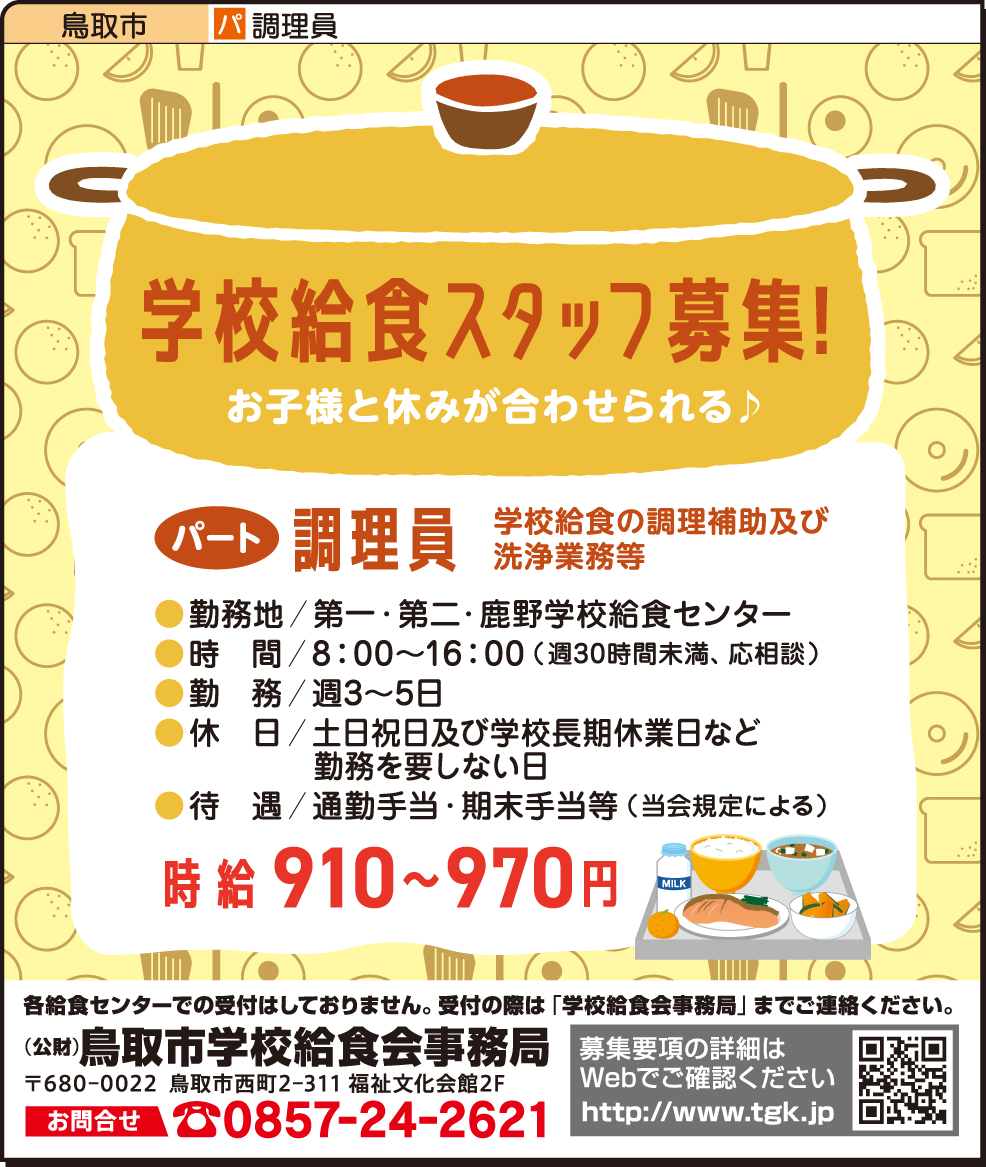 鳥取市 パ 調理員
学校給食スタッフ募集!
お子様と休みが合わせられる♪
パート 調理員 学校給食の調理補助及び
洗浄業務等
●勤務地/第一・第二・鹿野学校給食センター
●時　間/8:00〜16:00(週30時間未満、応相談)
●勤　務/週3〜5日
●休　日/土日祝日及び学校長期休業日など
勤務を要しない日
●待　遇/通勤手当・期末手当等(当会規定による)
時給 910〜970円
MILK
各給食センターでの受付はしておりません。受付の際は「学校給食会事務局」までご連絡ください。
(公財)鳥取市学校給食会事務局
〒680-0022 鳥取市西町2-311 福祉文化会館2F
お問合せ ☎0857-24-2621
募集要項の詳細は
Webでご確認ください
http://www.tgk.jp